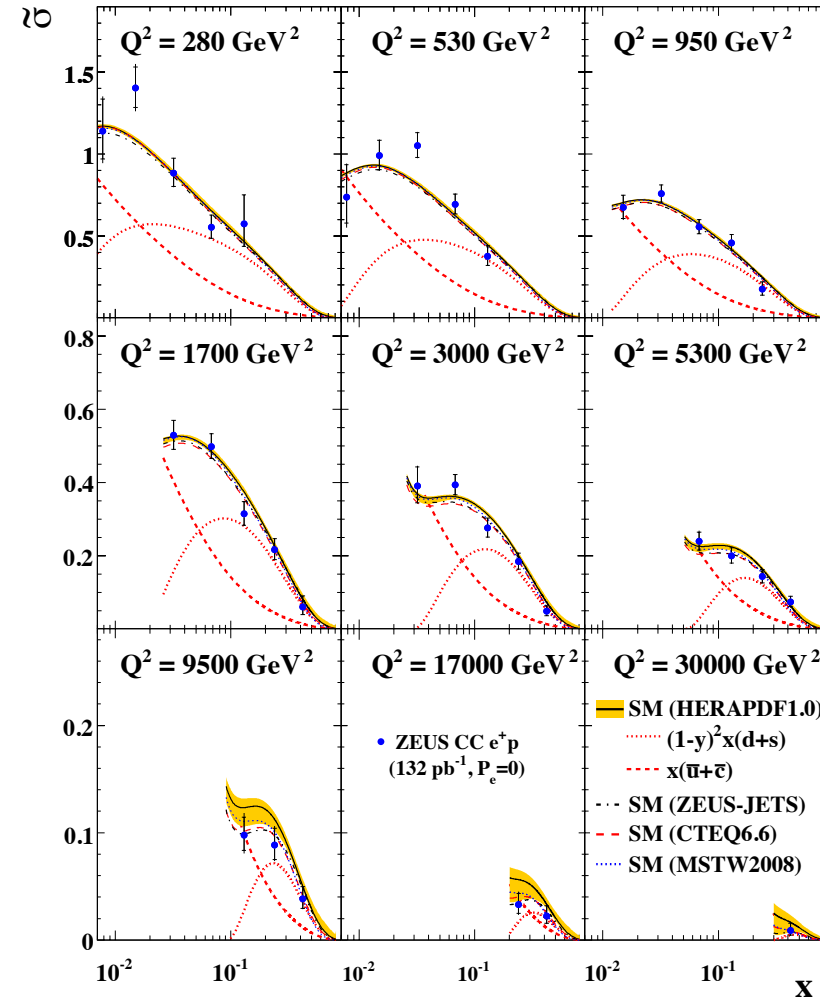 σ̃
Q² = 280 GeV²
Q² = 530 GeV²
Q² = 950 GeV²
1.5
1
0.5
Q² = 1700 GeV²
Q² = 3000 GeV²
Q² = 5300 GeV²
0.8
0.6
0.4
0.2
Q² = 9500 GeV²
Q² = 17000 GeV²
Q² = 30000 GeV²
0.2
0.1
0
ZEUS CC e⁺p
(132 pb⁻¹, Pₑ=0)
SM (HERAPDF1.0)
(1-y)²x(d+s)
x(u̅+c̅)
SM (ZEUS-JETS)
SM (CTEQ6.6)
SM (MSTW2008)
10⁻² 10⁻¹ 10⁻² 10⁻¹ 10⁻² 10⁻¹
x